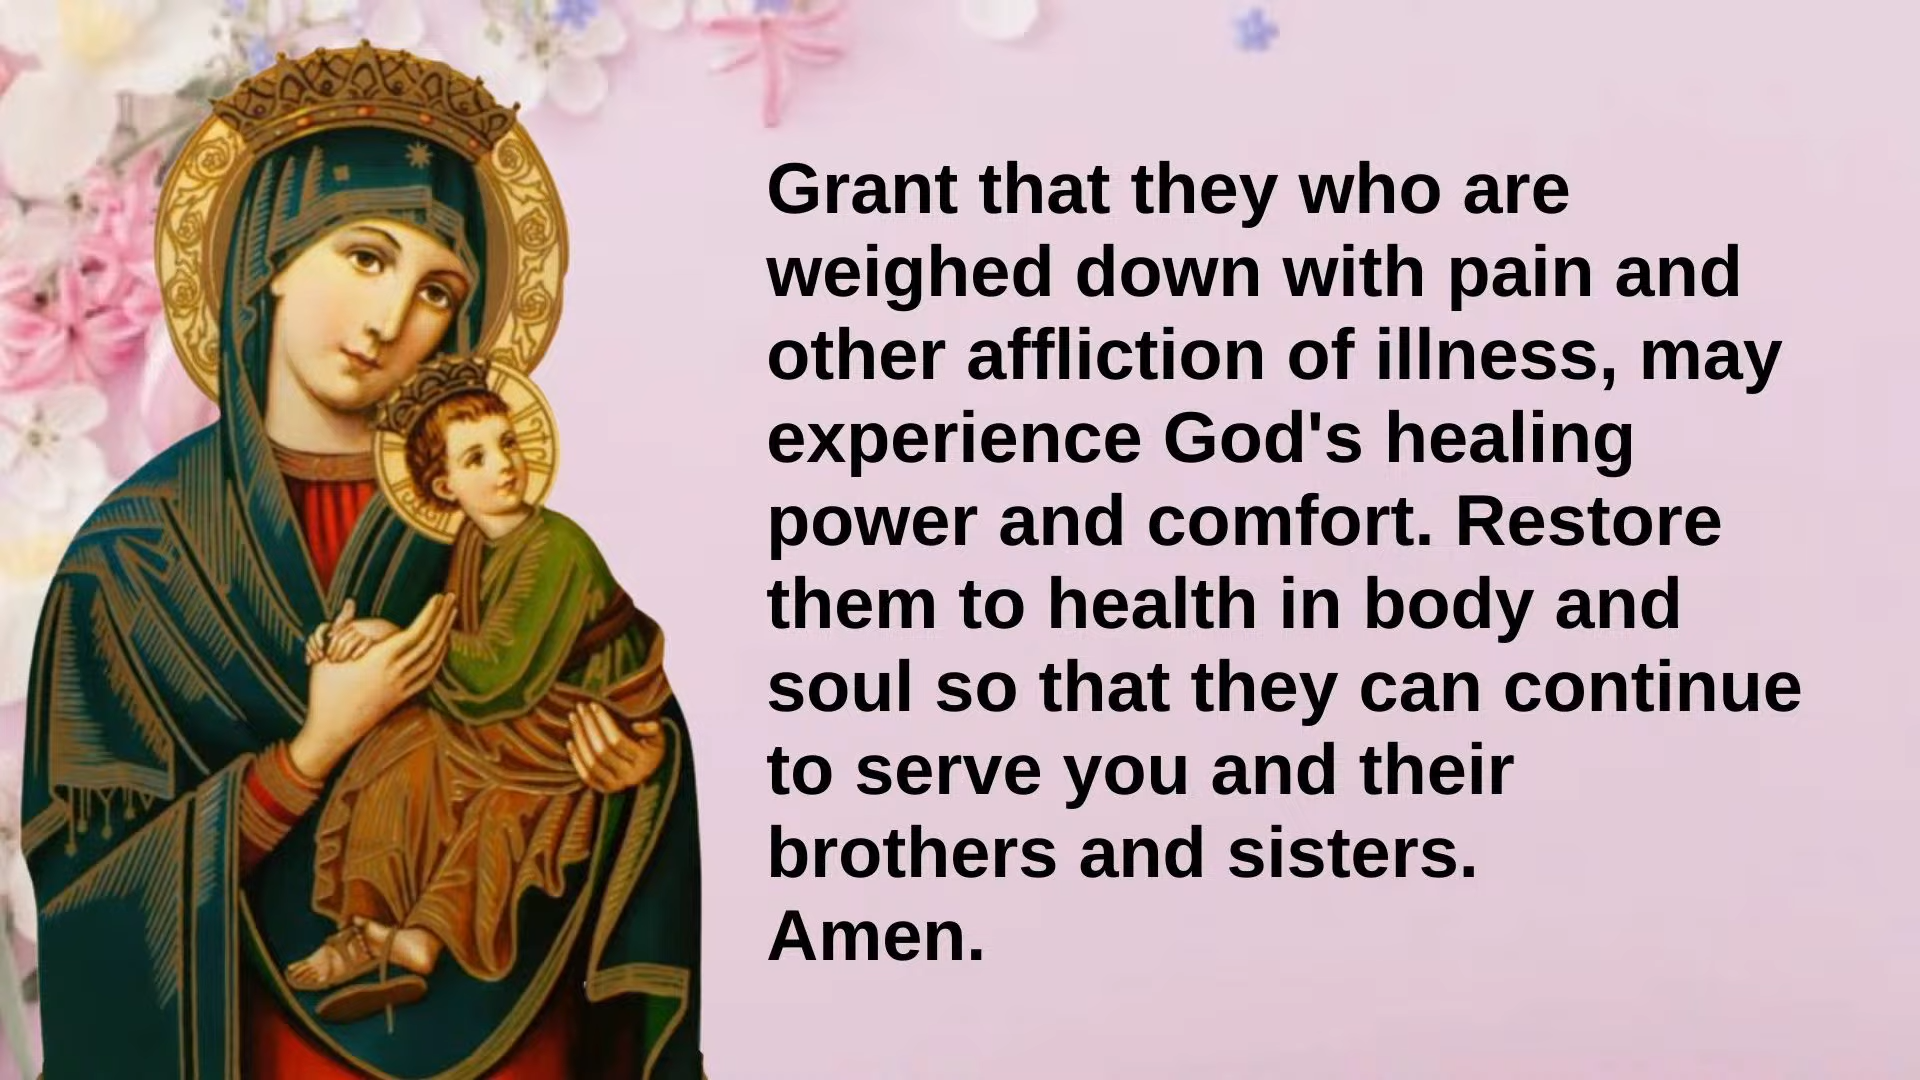 Grant that they who are
weighed down with pain and
other affliction of illness, may
experience God's healing
power and comfort. Restore
them to health in body and
soul so that they can continue
to serve you and their
brothers and sisters.
Amen.